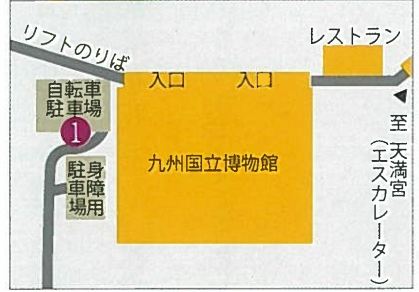 リフトのりば
レストラン
入口
入口
自転車
駐車場
1
至 天満宮
(エスカレーター)
九州国立博物館
身障用
駐車場